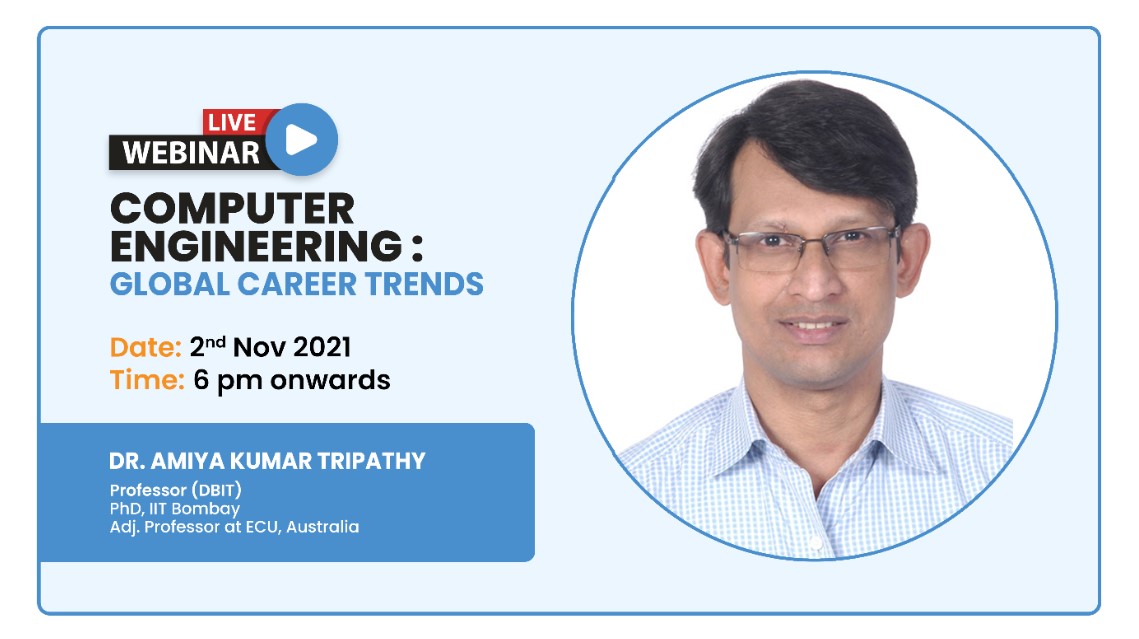 LIVE
WEBINAR
COMPUTER
ENGINEERING :
GLOBAL CAREER TRENDS
Date: 2nd Nov 2021
Time: 6 pm onwards
DR. AMIYA KUMAR TRIPATHY
Professor (DBIT)
PhD, IIT Bombay
Adj. Professor at ECU, Australia